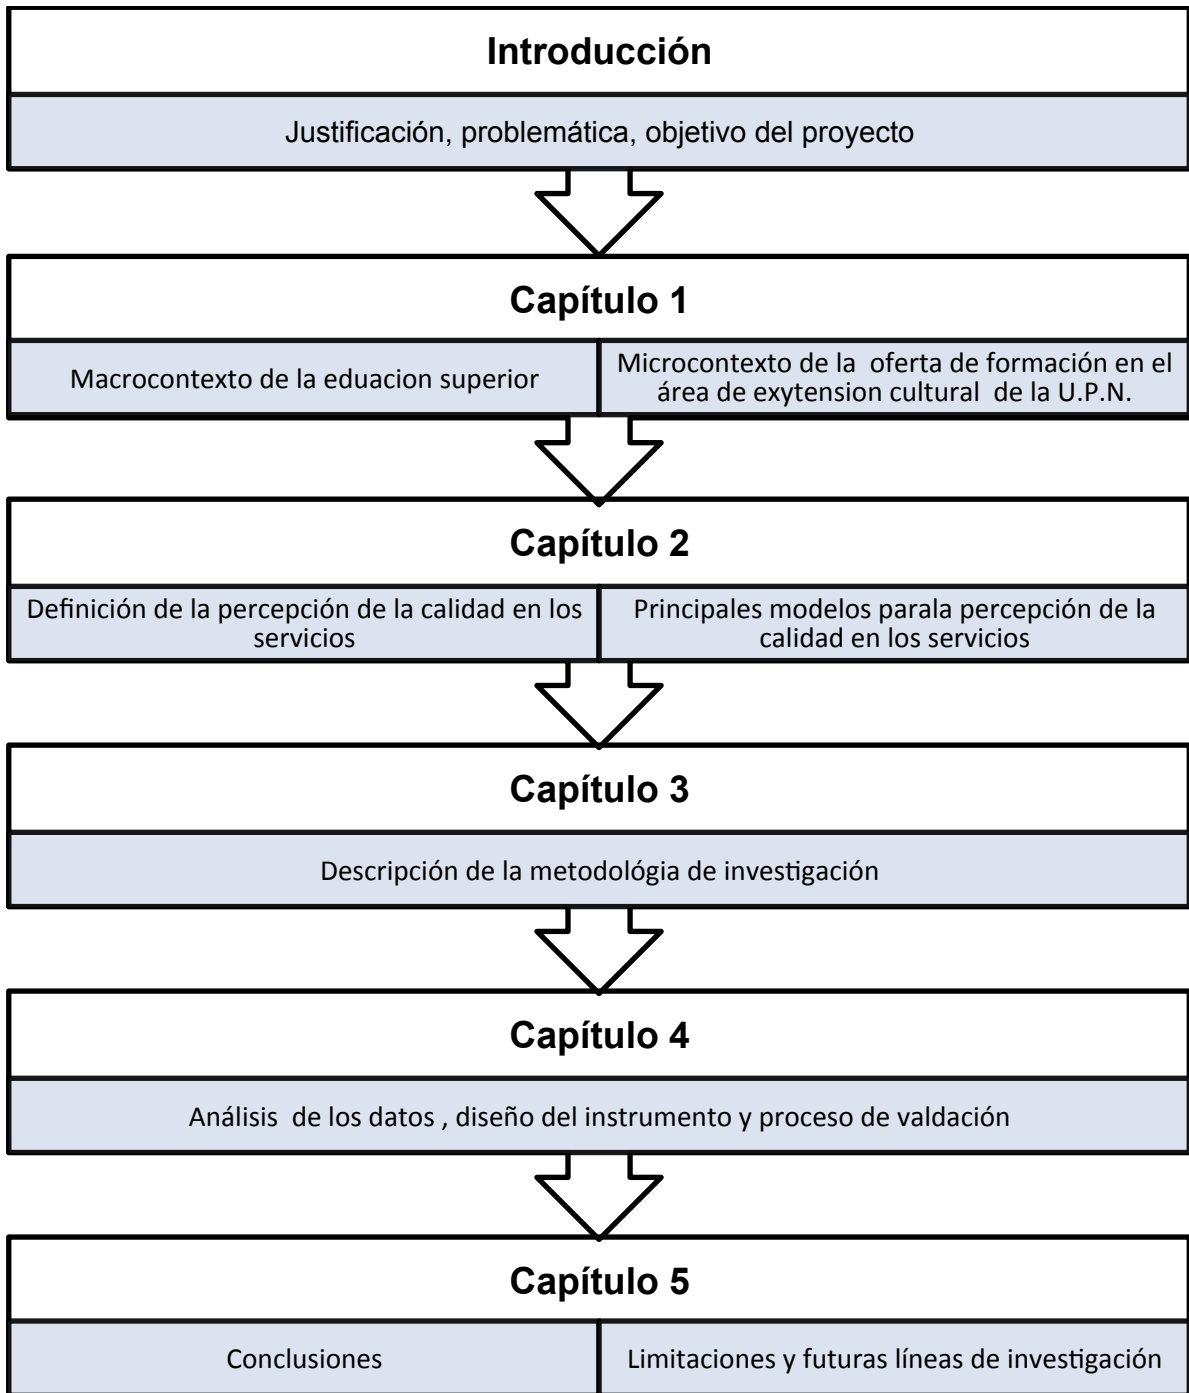 Introducción
Justificación, problemática, objetivo del proyecto
Capítulo 1
Macrocontexto de la eduacion superior
Microcontexto de la oferta de formación en el
área de exytension cultural de la U.P.N.
Capítulo 2
Definición de la percepción de la calidad en los
servicios
Principales modelos parala percepción de la
calidad en los servicios
Capítulo 3
Descripción de la metodológia de investigación
Capítulo 4
Análisis de los datos , diseño del instrumento y proceso de valdación
Capítulo 5
Conclusiones
Limitaciones y futuras líneas de investigación